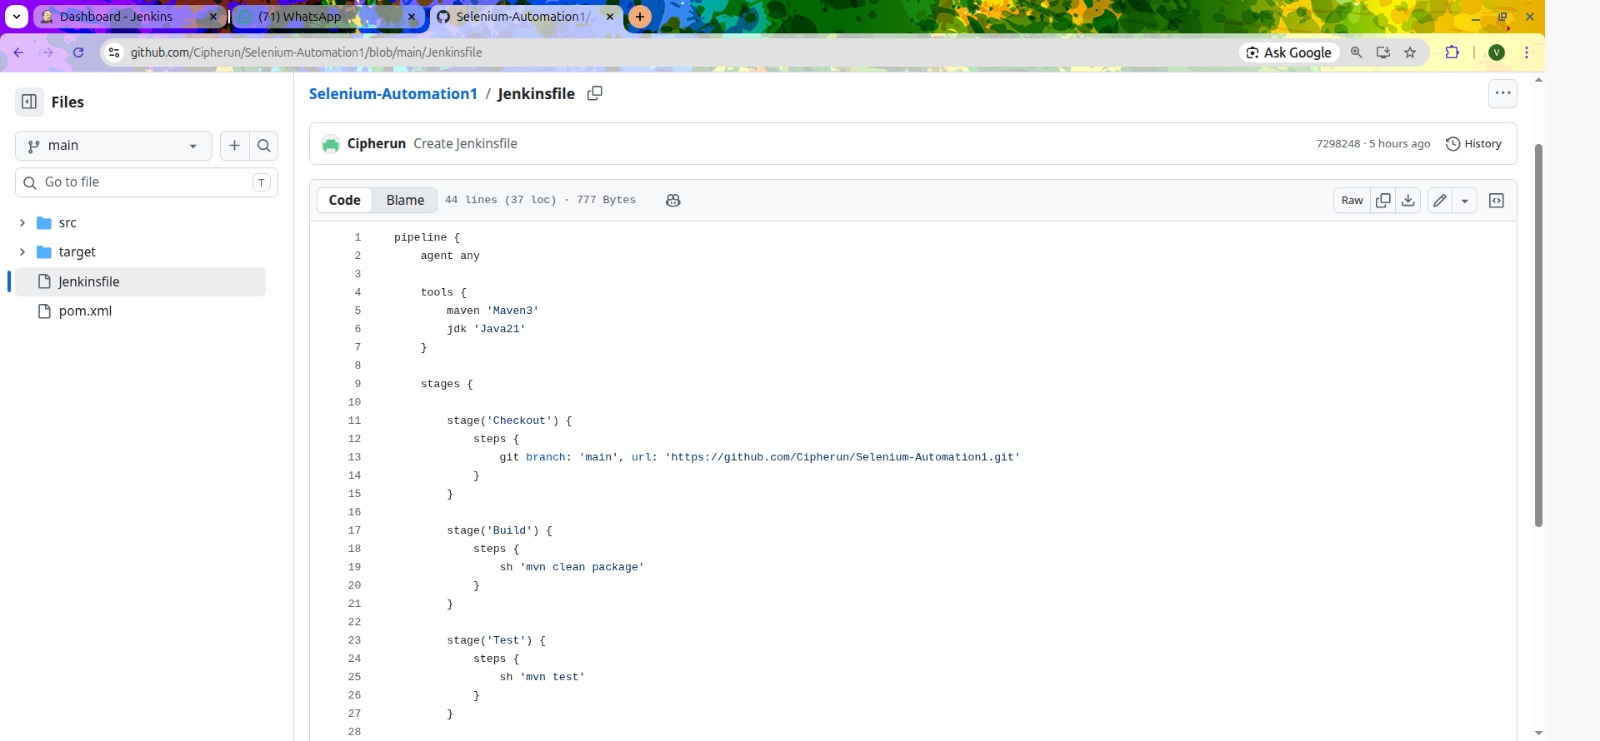 Dashboard - Jenkins
(71) WhatsApp
Selenium-Automation1/J
github.com/Cipherun/Selenium-Automation1/blob/main/Jenkinsfile
Ask Google
V
Files
Selenium-Automation1 / Jenkinsfile
main
Cipherun Create Jenkinsfile
7298248 · 5 hours ago
History
Go to file
T
Code
Blame
44 lines (37 loc) · 777 Bytes
Raw
src
target
Jenkinsfile
pom.xml
1 pipeline {
2 agent any
3
4 tools {
5 maven 'Maven3'
6 jdk 'Java21'
7 }
8
9 stages {
10
11 stage('Checkout') {
12 steps {
13 git branch: 'main', url: 'https://github.com/Cipherun/Selenium-Automation1.git'
14 }
15 }
16
17 stage('Build') {
18 steps {
19 sh 'mvn clean package'
20 }
21 }
22
23 stage('Test') {
24 steps {
25 sh 'mvn test'
26 }
27 }
28